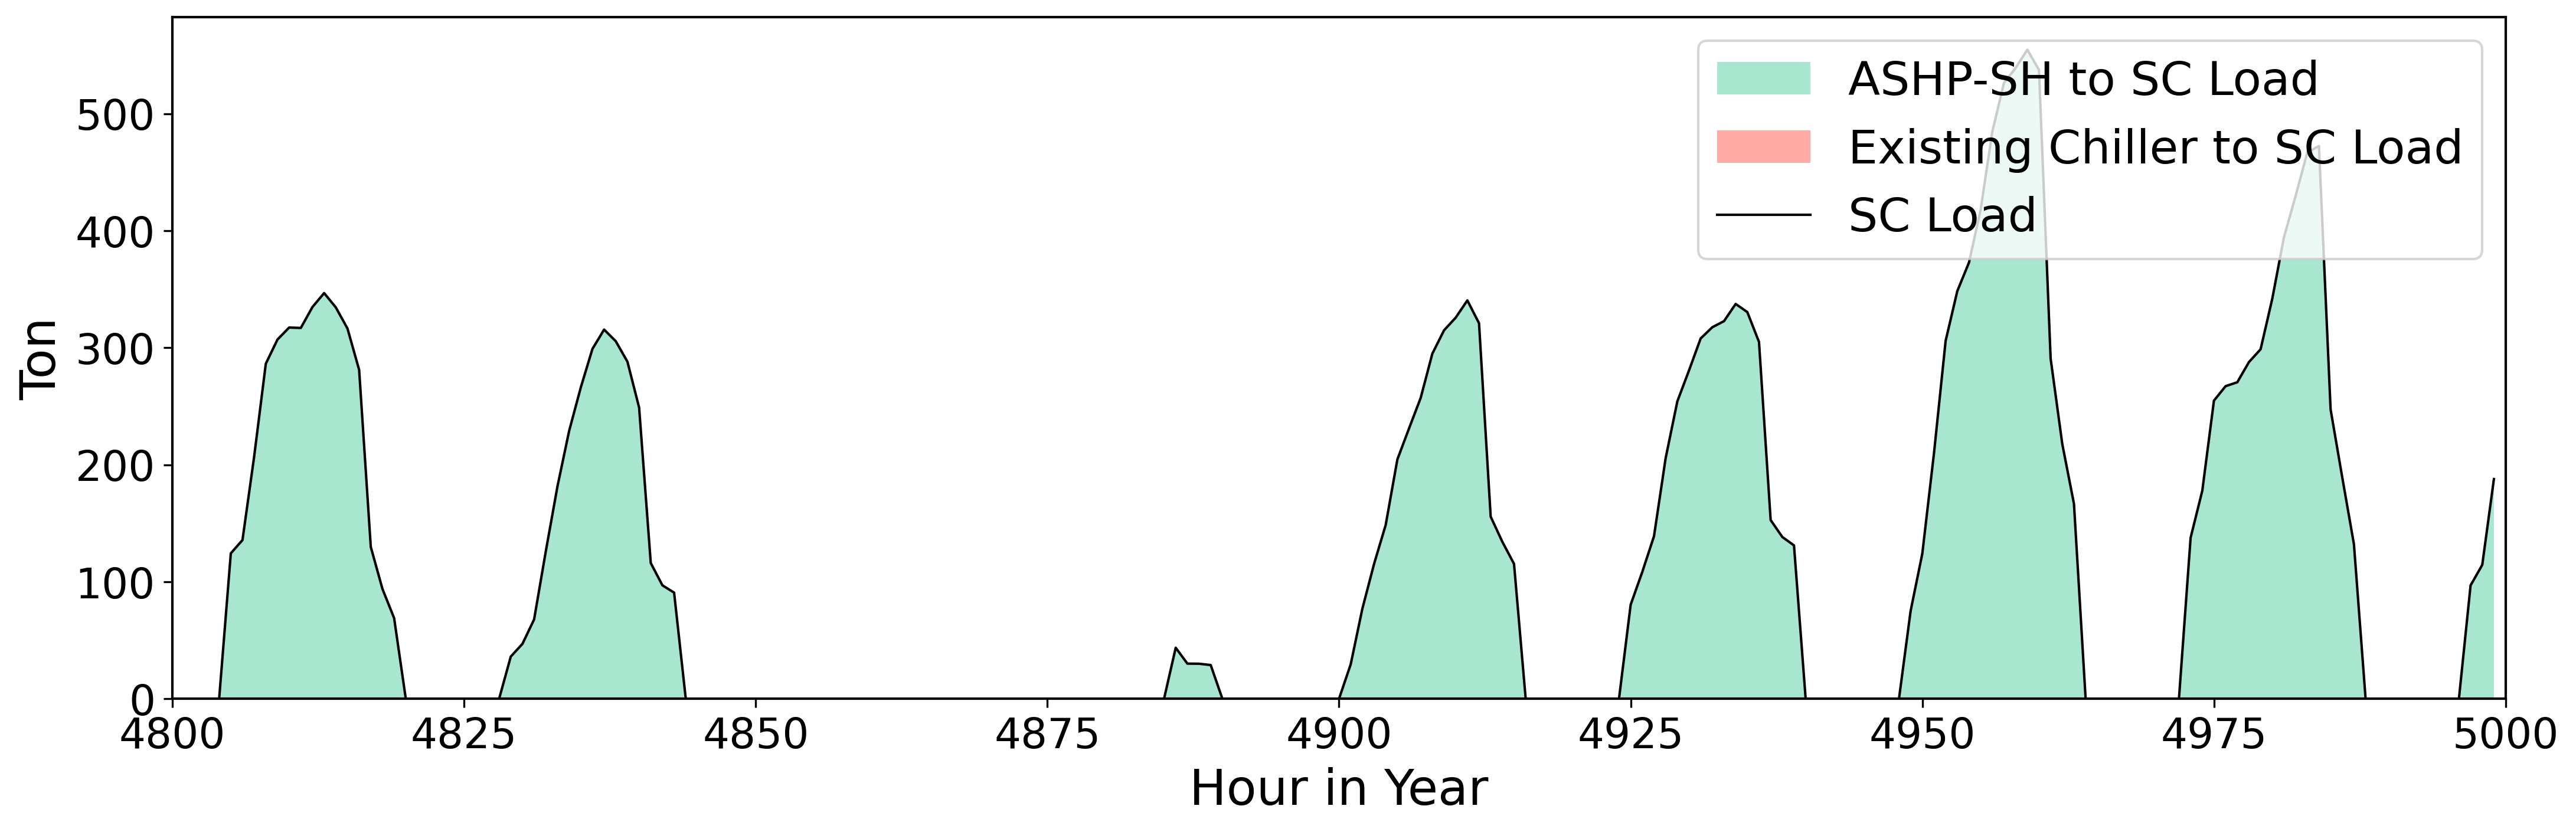 ASHP-SH to SC Load
Existing Chiller to SC Load
SC Load
Ton
500
400
300
200
100
0
4800 4825 4850 4875 4900 4925 4950 4975 5000
Hour in Year